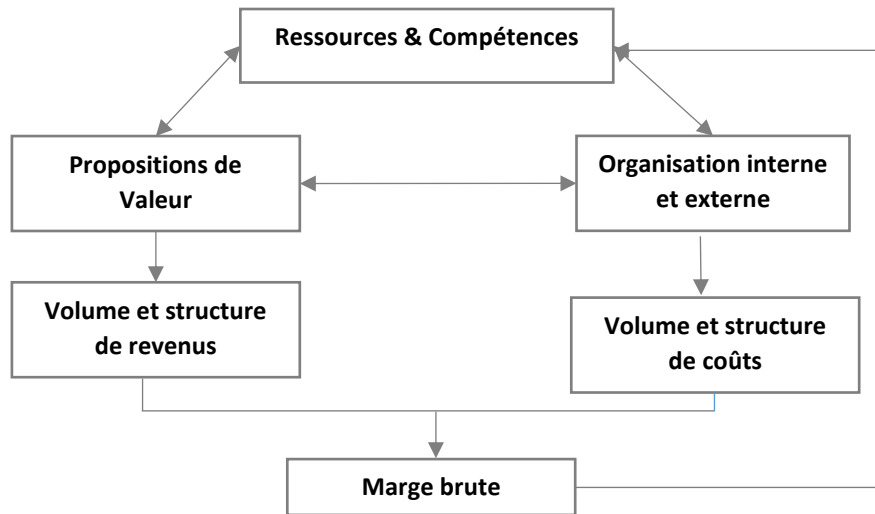 Ressources & Compétences
Propositions de
Valeur
Organisation interne
et externe
Volume et structure
de revenus
Volume et structure
de coûts
Marge brute